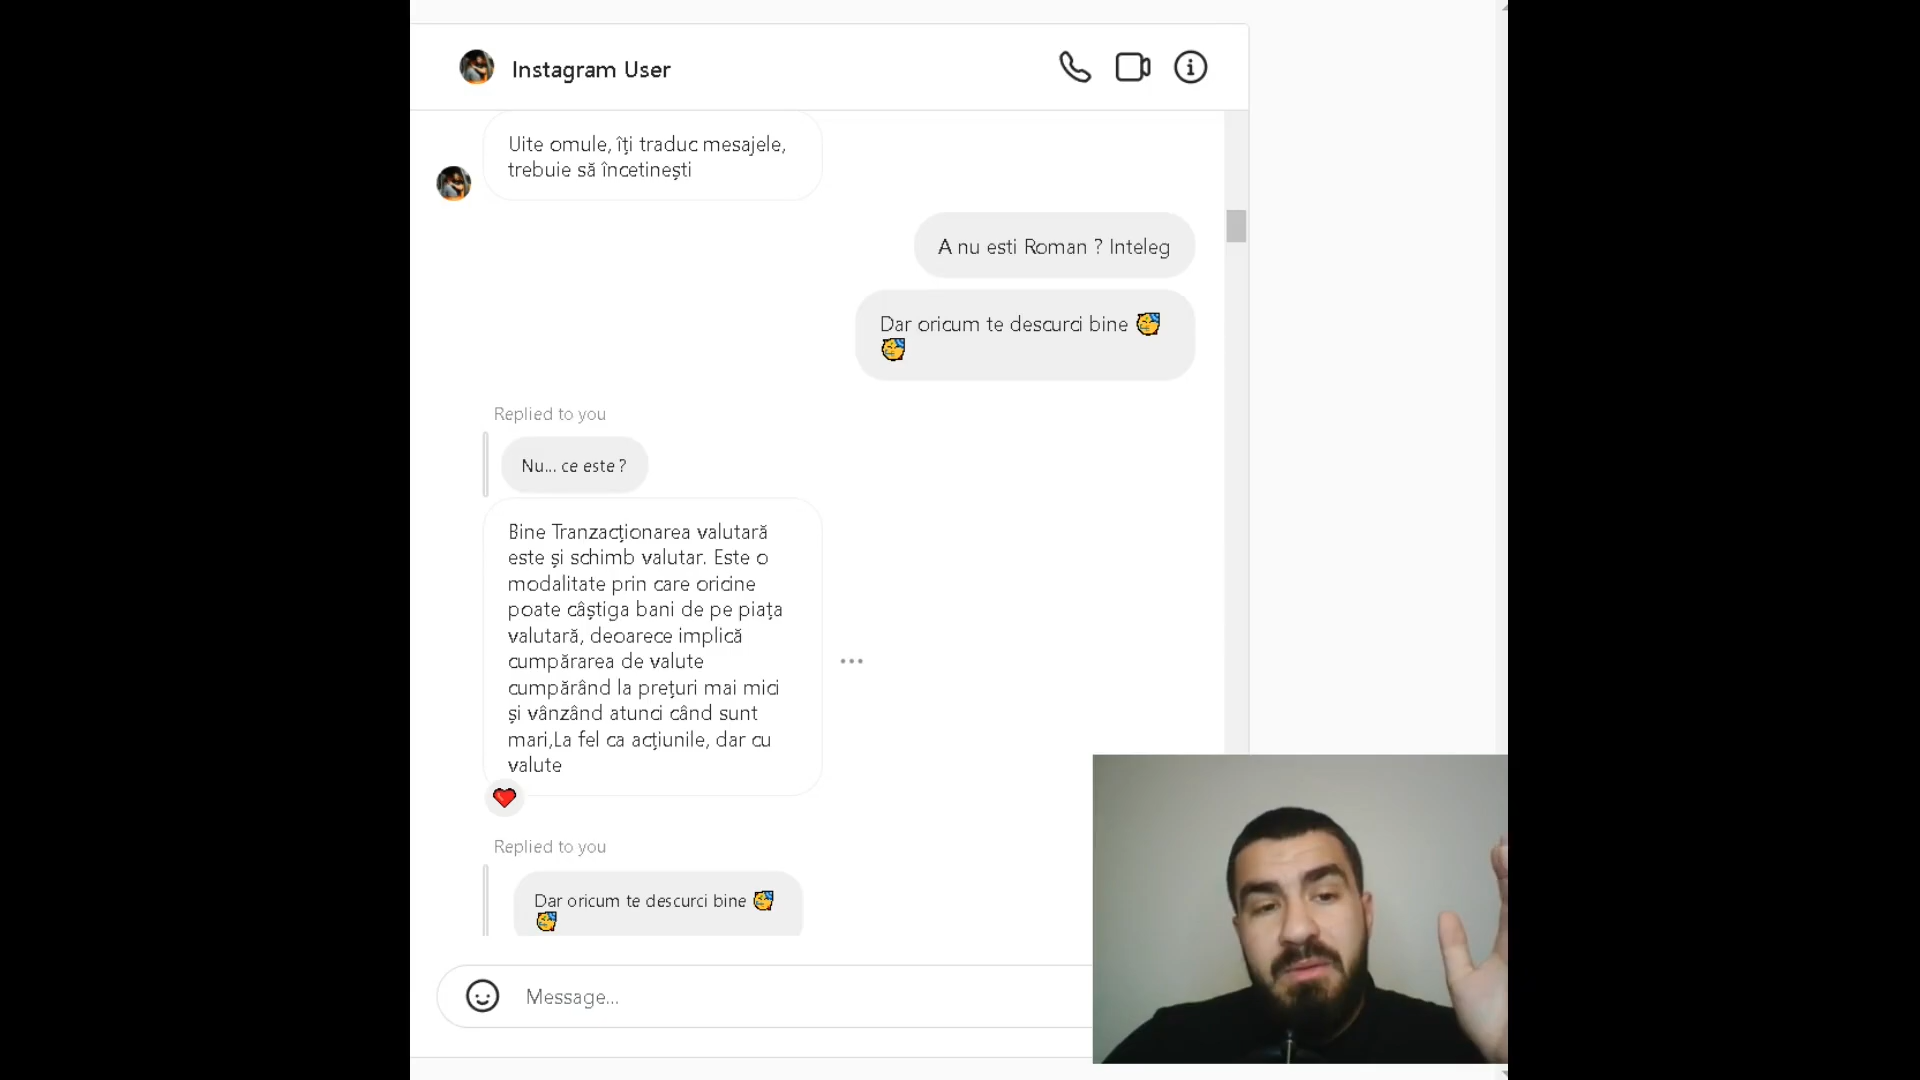 Instagram User
Uite omule, îți traduc mesajele,
trebuie să încetinești
A nu esti Roman ? Inteleg
Dar oricum te descurci bine 🥳
🥳
Replied to you
Nu... ce este ?
Bine Tranzacționarea valutară
este și schimb valutar. Este o
modalitate prin care oricine
poate câștiga bani de pe piața
valutară, deoarece implică
cumpărarea de valute
cumpărând la prețuri mai mici
și vânzând atunci când sunt
mari,La fel ca acțiunile, dar cu
valute
Replied to you
Dar oricum te descurci bine 🥳
🥳
Message...